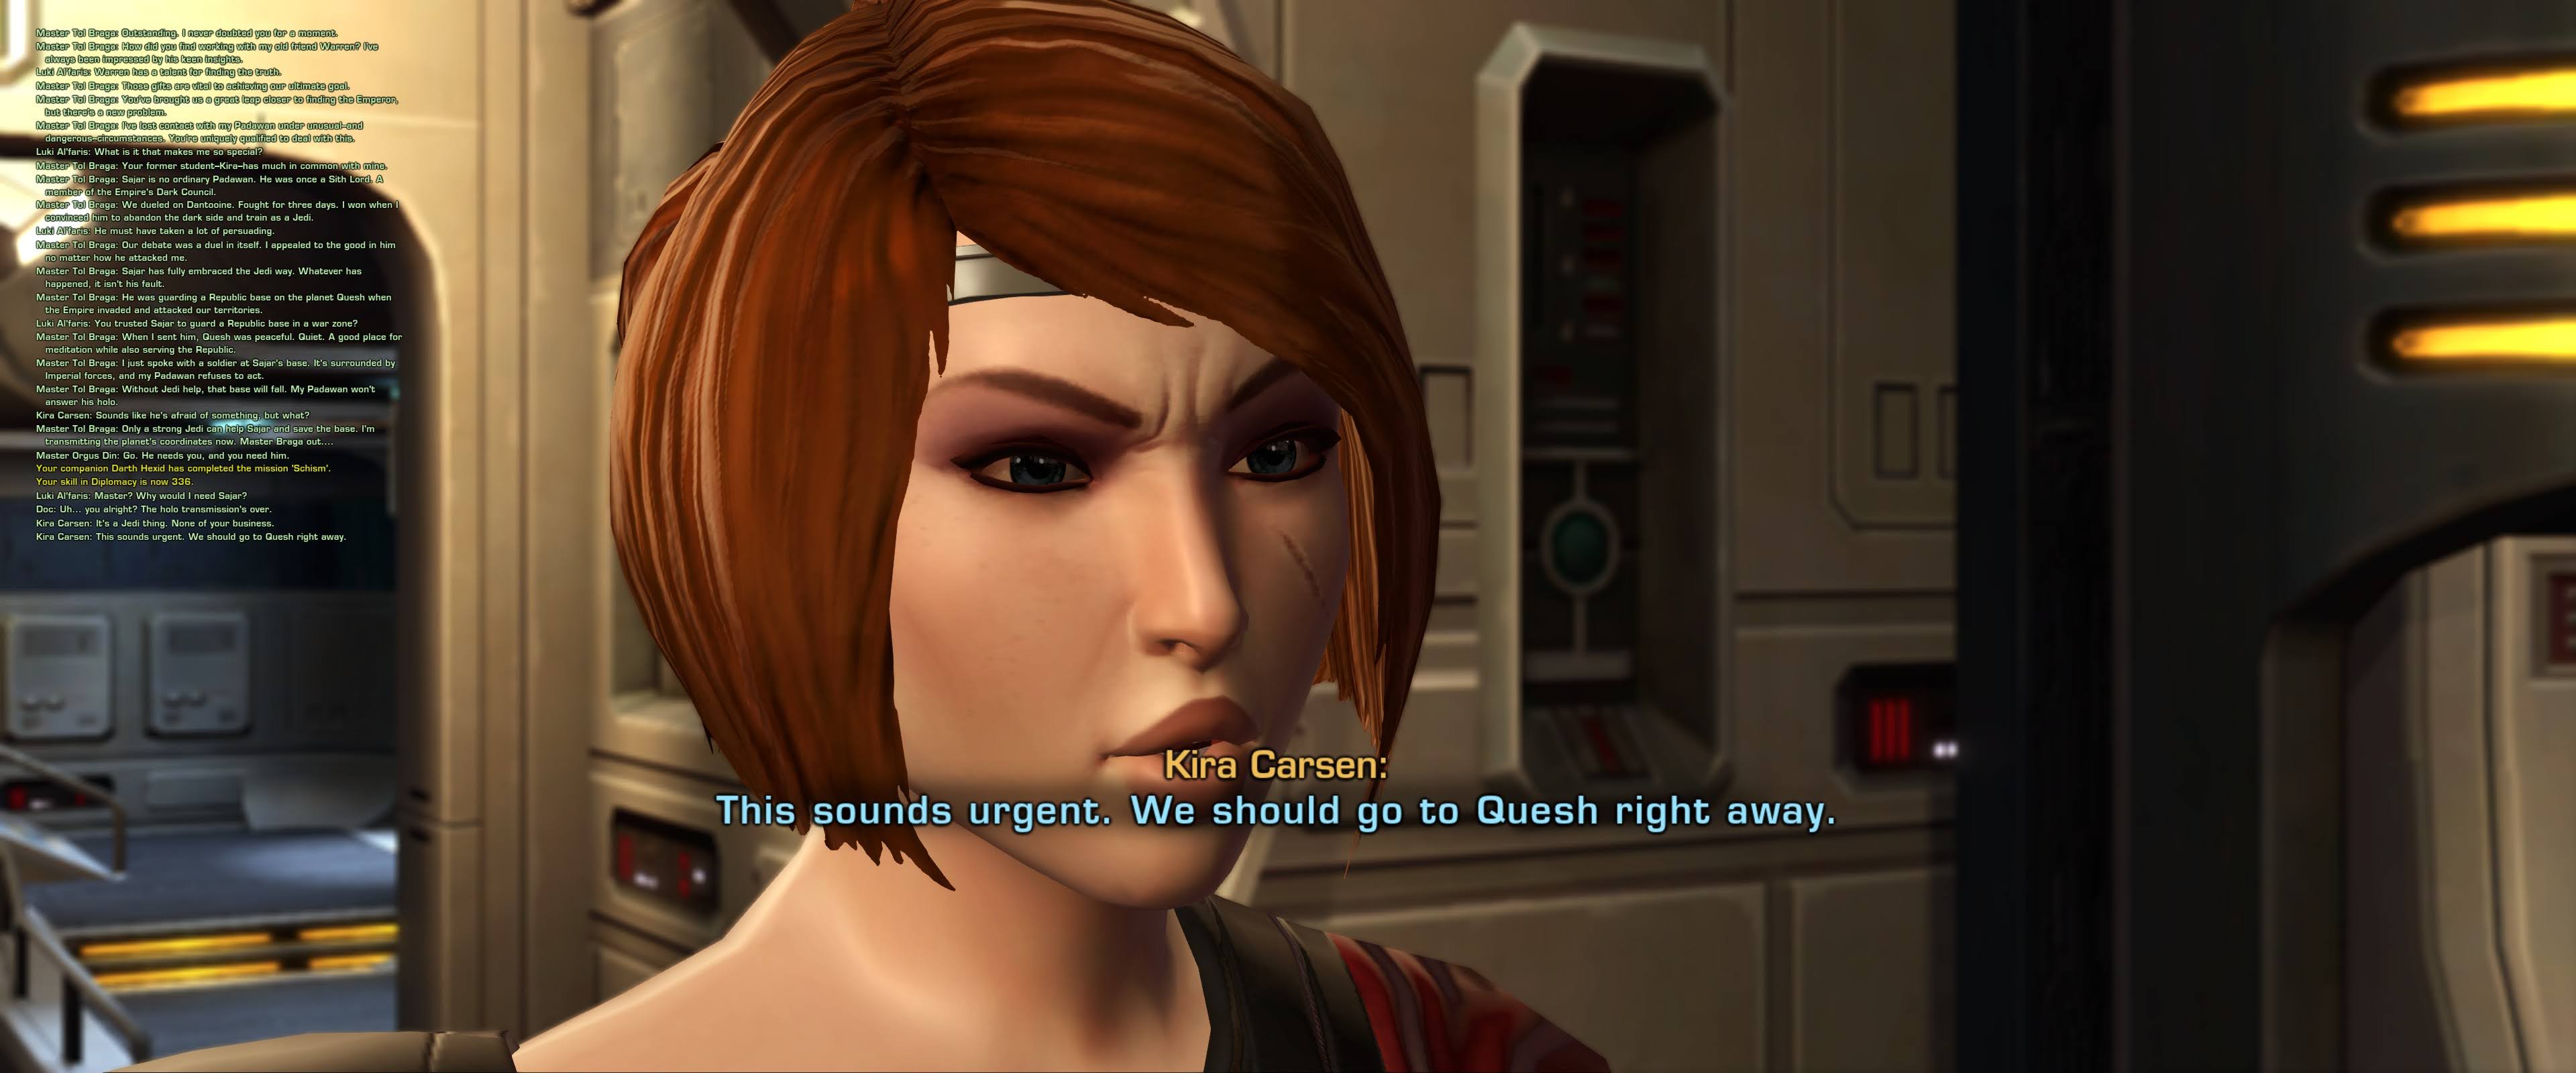 Master Tol Braga: Outstanding. I never doubted you for a moment.
Master Tol Braga: How did you find working with my old friend Warren? I've
always been impressed by his keen insights.
Luki Al'faris: Warren has a talent for finding the truth.
Master Tol Braga: Those gifts are vital to achieving our ultimate goal.
Master Tol Braga: You've brought us a great leap closer to finding the Emperor,
but there's a new problem.
Master Tol Braga: I've lost contact with my Padawan under unusual–and
dangerous–circumstances. You're uniquely qualified to deal with this.
Luki Al'faris: What is it that makes me so special?
Master Tol Braga: Your former student–Kira–has much in common with mine.
Master Tol Braga: Sajar is no ordinary Padawan. He was once a Sith Lord. A
member of the Empire's Dark Council.
Master Tol Braga: We dueled on Dantooine. Fought for three days. I won when I
convinced him to abandon the dark side and train as a Jedi.
Luki Al'faris: He must have taken a lot of persuading.
Master Tol Braga: Our debate was a duel in itself. I appealed to the good in him
no matter how he attacked me.
Master Tol Braga: Sajar has fully embraced the Jedi way. Whatever has
happened, it isn't his fault.
Master Tol Braga: He was guarding a Republic base on the planet Quesh when
the Empire invaded and attacked our territories.
Luki Al'faris: You trusted Sajar to guard a Republic base in a war zone?
Master Tol Braga: When I sent him, Quesh was peaceful. Quiet. A good place for
meditation while also serving the Republic.
Master Tol Braga: I just spoke with a soldier at Sajar's base. It's surrounded by
Imperial forces, and my Padawan refuses to act.
Master Tol Braga: Without Jedi help, that base will fall. My Padawan won't
answer his holo.
Kira Carsen: Sounds like he's afraid of something, but what?
Master Tol Braga: Only a strong Jedi can help Sajar and save the base. I'm
transmitting the planet's coordinates now. Master Braga out....
Master Orgus Din: Go. He needs you, and you need him.
Your companion Darth Hexid has completed the mission 'Schism'.
Your skill in Diplomacy is now 336.
Luki Al'faris: Master? Why would I need Sajar?
Doc: Uh... you alright? The holo transmission's over.
Kira Carsen: It's a Jedi thing. None of your business.
Kira Carsen: This sounds urgent. We should go to Quesh right away.
Kira Carsen:
This sounds urgent. We should go to Quesh right away.